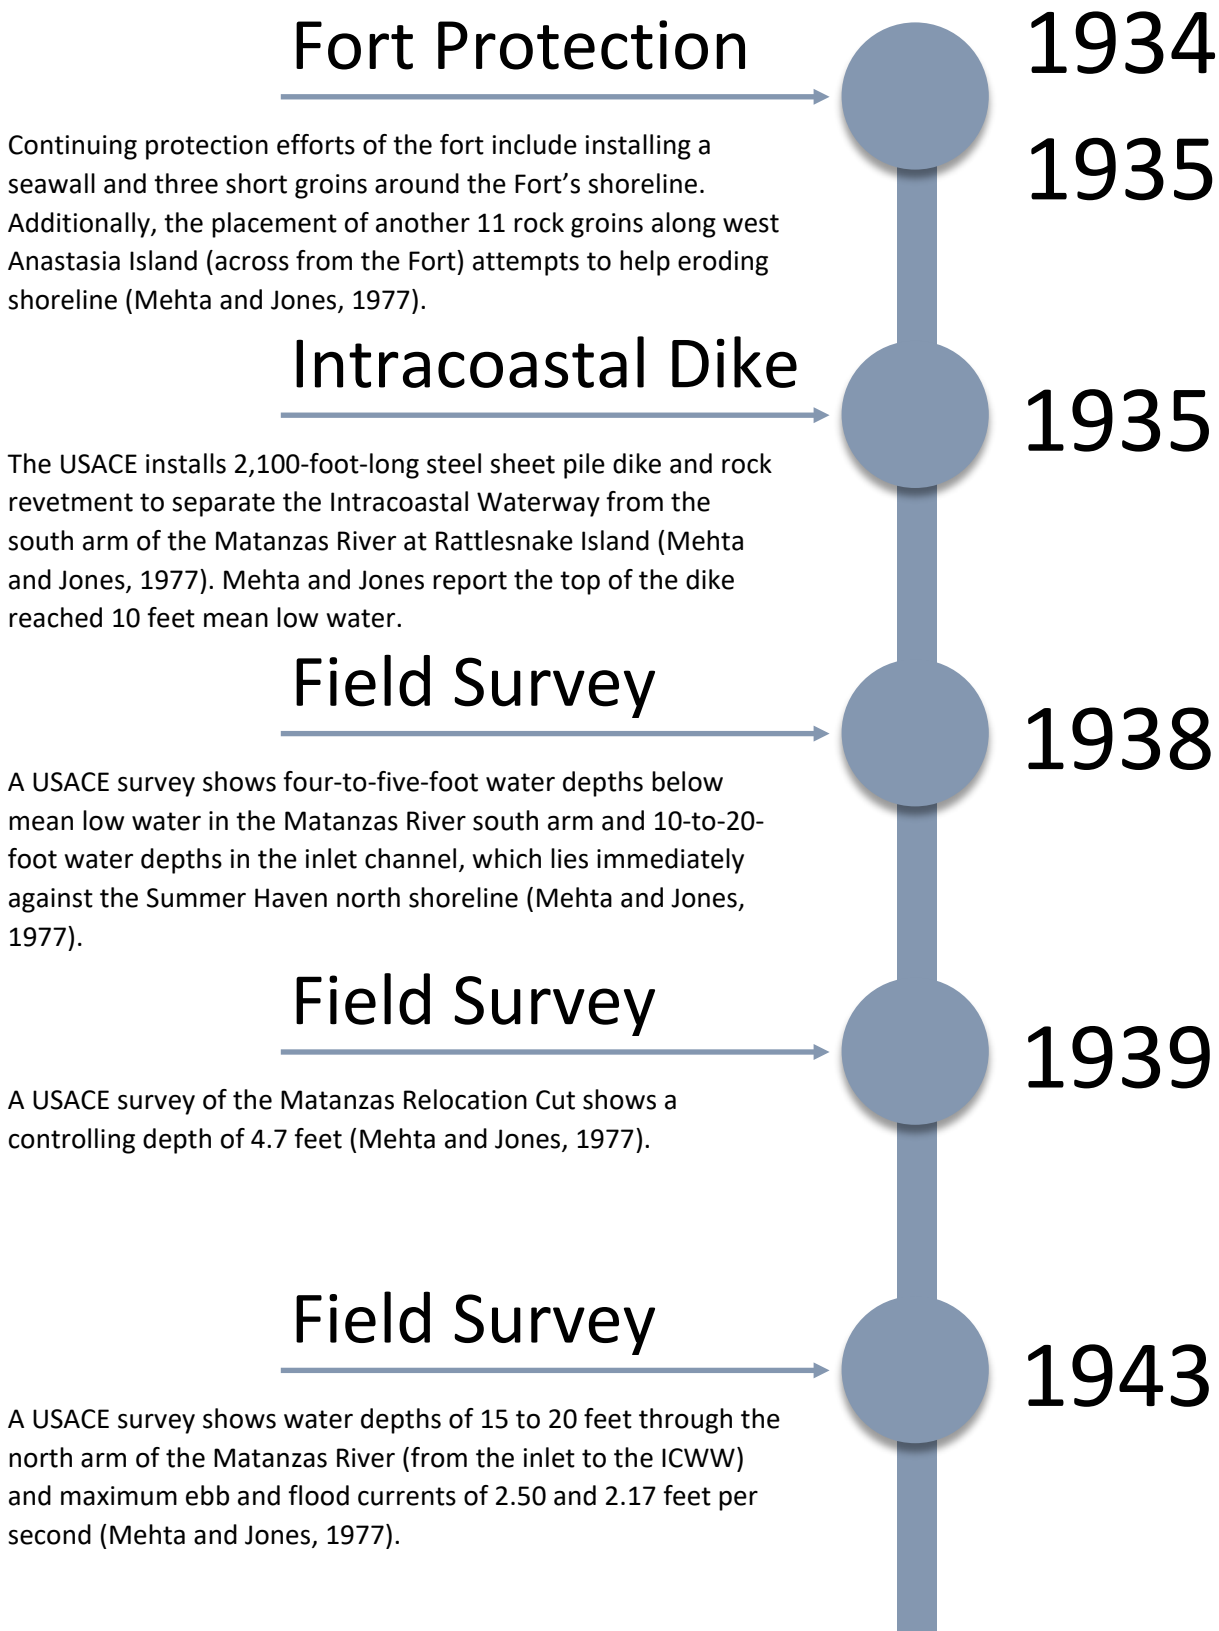 Fort Protection
1934
1935
Continuing protection efforts of the fort include installing a
seawall and three short groins around the Fort’s shoreline.
Additionally, the placement of another 11 rock groins along west
Anastasia Island (across from the Fort) attempts to help eroding
shoreline (Mehta and Jones, 1977).
Intracoastal Dike
1935
The USACE installs 2,100-foot-long steel sheet pile dike and rock
revetment to separate the Intracoastal Waterway from the
south arm of the Matanzas River at Rattlesnake Island (Mehta
and Jones, 1977). Mehta and Jones report the top of the dike
reached 10 feet mean low water.
Field Survey
1938
A USACE survey shows four-to-five-foot water depths below
mean low water in the Matanzas River south arm and 10-to-20-
foot water depths in the inlet channel, which lies immediately
against the Summer Haven north shoreline (Mehta and Jones,
1977).
Field Survey
1939
A USACE survey of the Matanzas Relocation Cut shows a
controlling depth of 4.7 feet (Mehta and Jones, 1977).
Field Survey
1943
A USACE survey shows water depths of 15 to 20 feet through the
north arm of the Matanzas River (from the inlet to the ICWW)
and maximum ebb and flood currents of 2.50 and 2.17 feet per
second (Mehta and Jones, 1977).